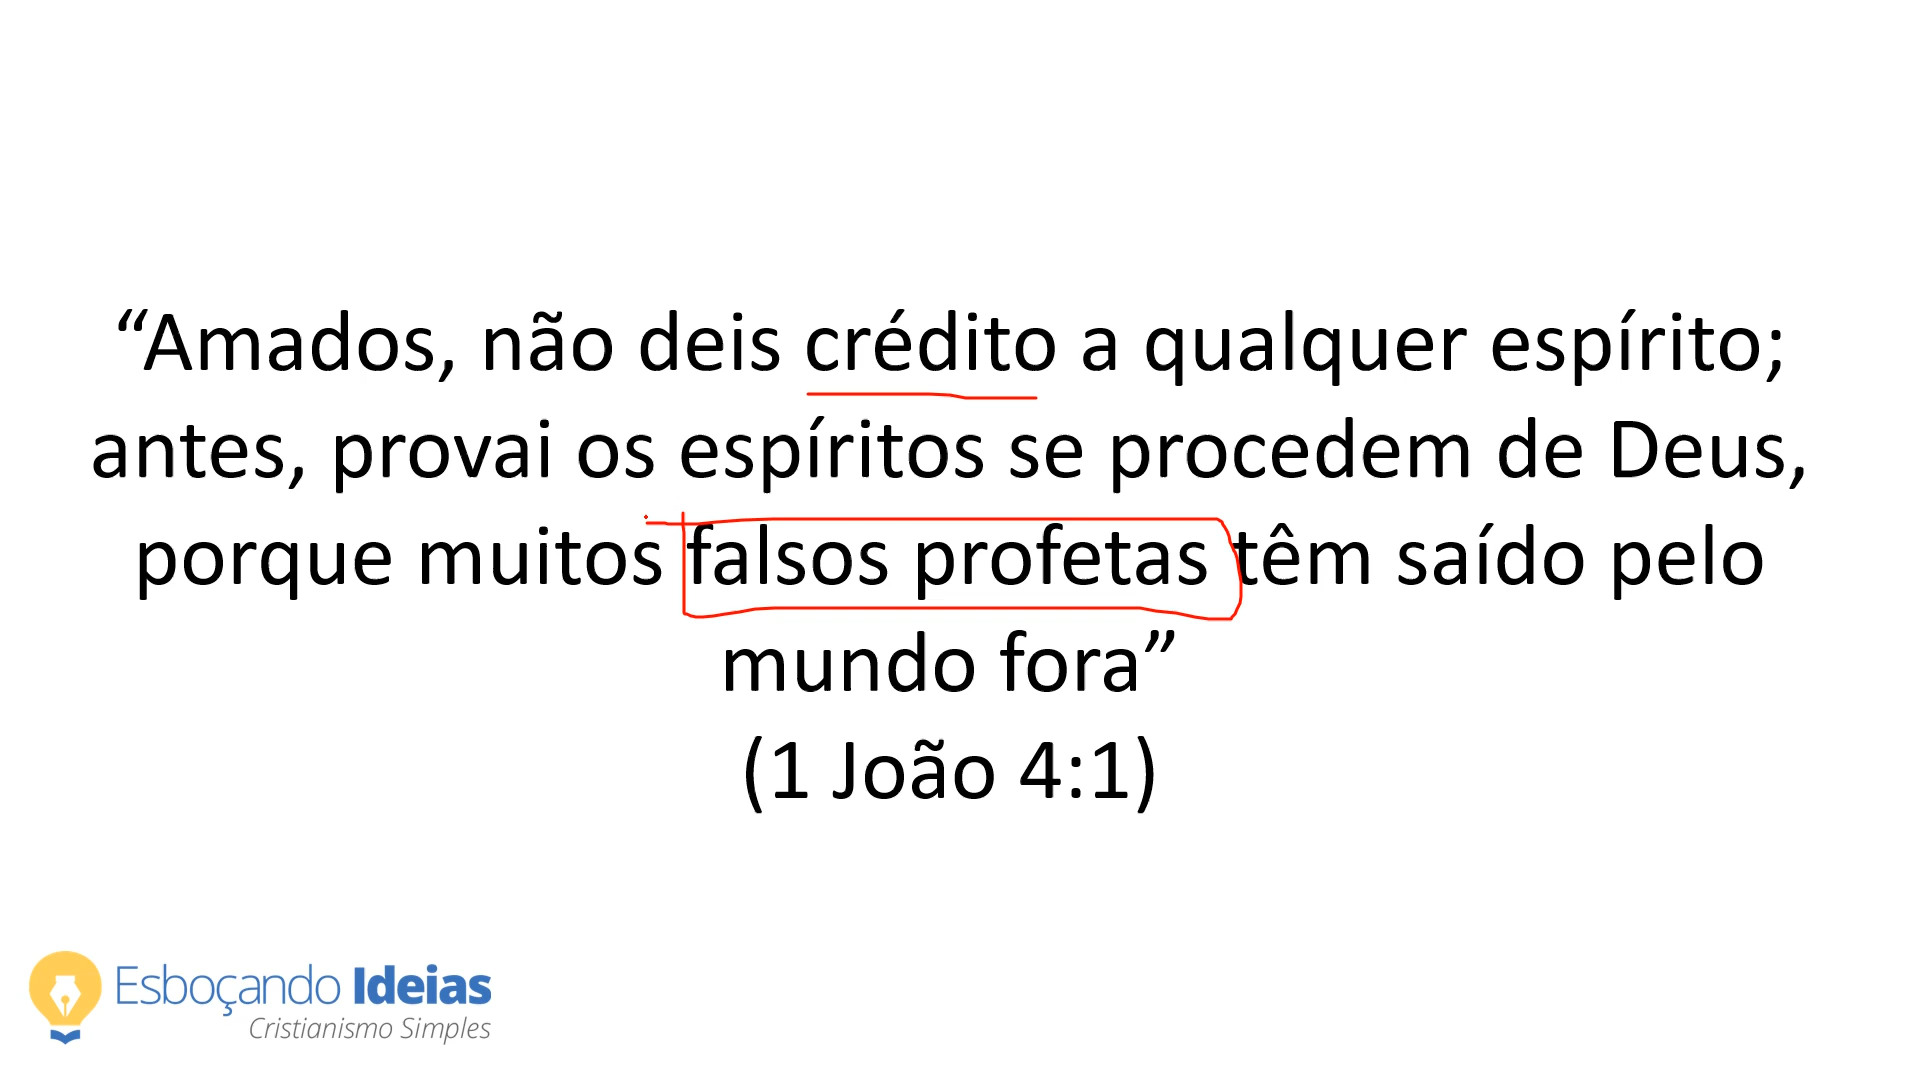 “Amados, não deis crédito a qualquer espírito;
antes, provai os espíritos se procedem de Deus,
porque muitos falsos profetas têm saído pelo
mundo fora”
(1 João 4:1)
Esboçando Ideias
Cristianismo Simples